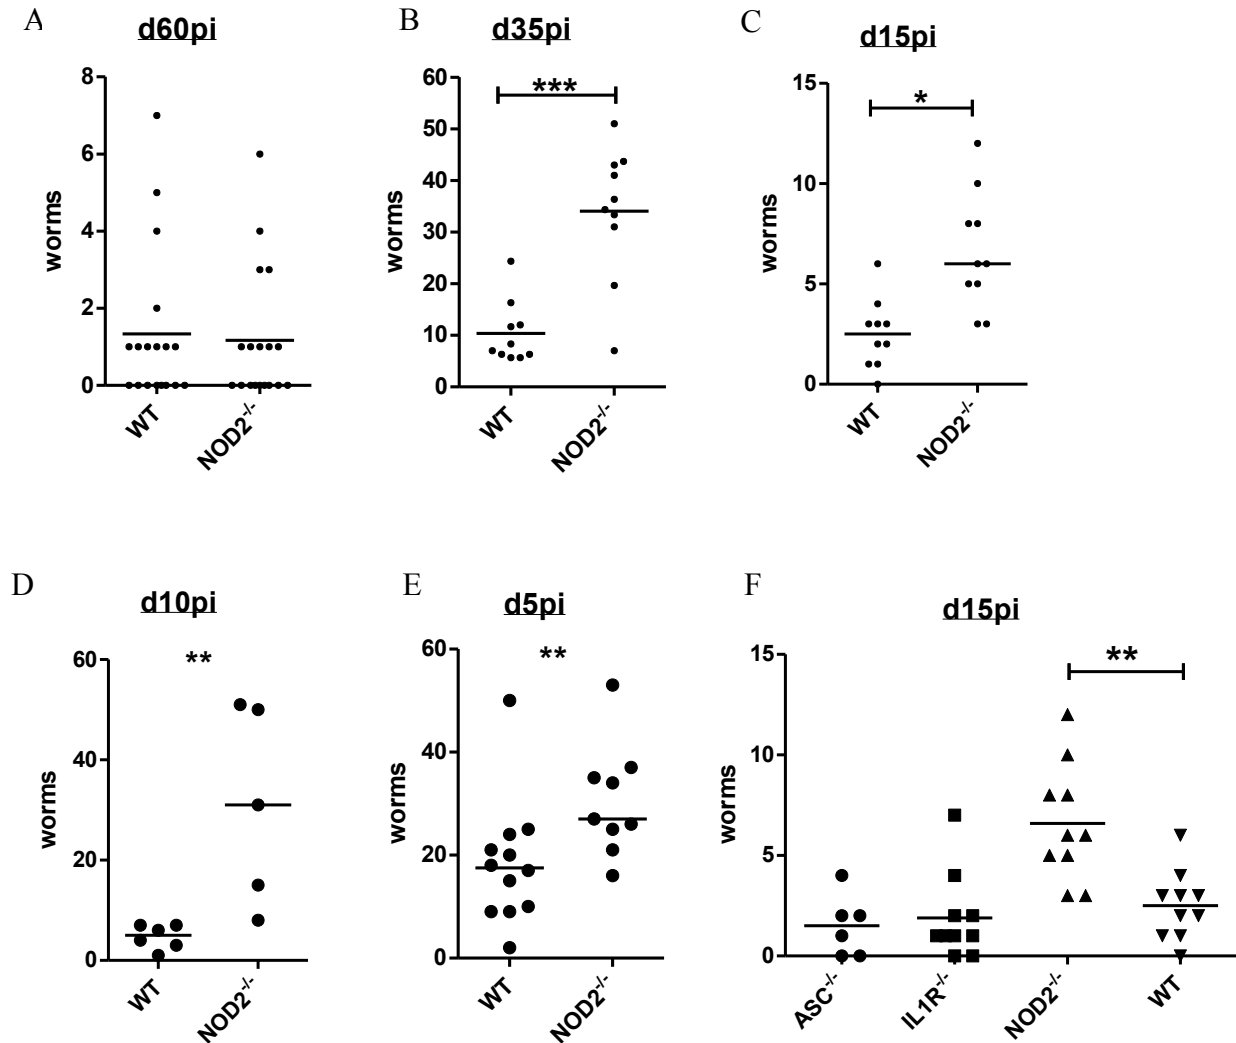 A
d60pi
worms
8
6
4
2
0
WT
NOD2-/-
B
d35pi
***
worms
60
50
40
30
20
10
0
WT
NOD2-/-
C
d15pi
*
worms
15
10
5
0
WT
NOD2-/-
D
d10pi
**
worms
60
40
20
0
WT
NOD2-/-
E
d5pi
**
worms
60
40
20
0
WT
NOD2-/-
F
d15pi
**
worms
15
10
5
0
ASC-/-
IL1R-/-
NOD2-/-
WT